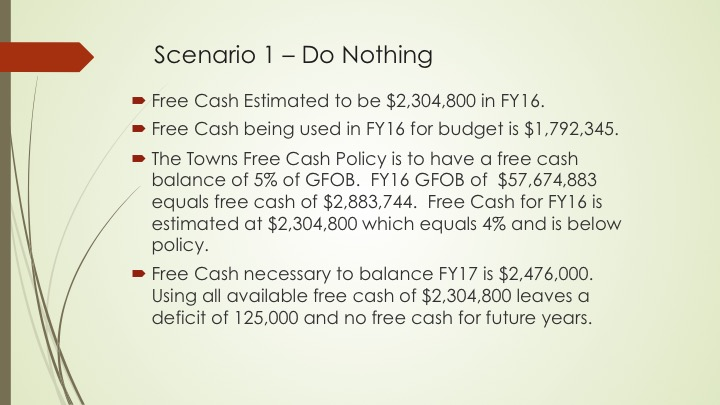 Scenario 1 – Do Nothing
Free Cash Estimated to be $2,304,800 in FY16.
Free Cash being used in FY16 for budget is $1,792,345.
The Towns Free Cash Policy is to have a free cash
balance of 5% of GFOB.  FY16 GFOB of  $57,674,883
equals free cash of $2,883,744.  Free Cash for FY16 is
estimated at $2,304,800 which equals 4% and is below
policy.
Free Cash necessary to balance FY17 is $2,476,000.
Using all available free cash of $2,304,800 leaves a
deficit of 125,000 and no free cash for future years.